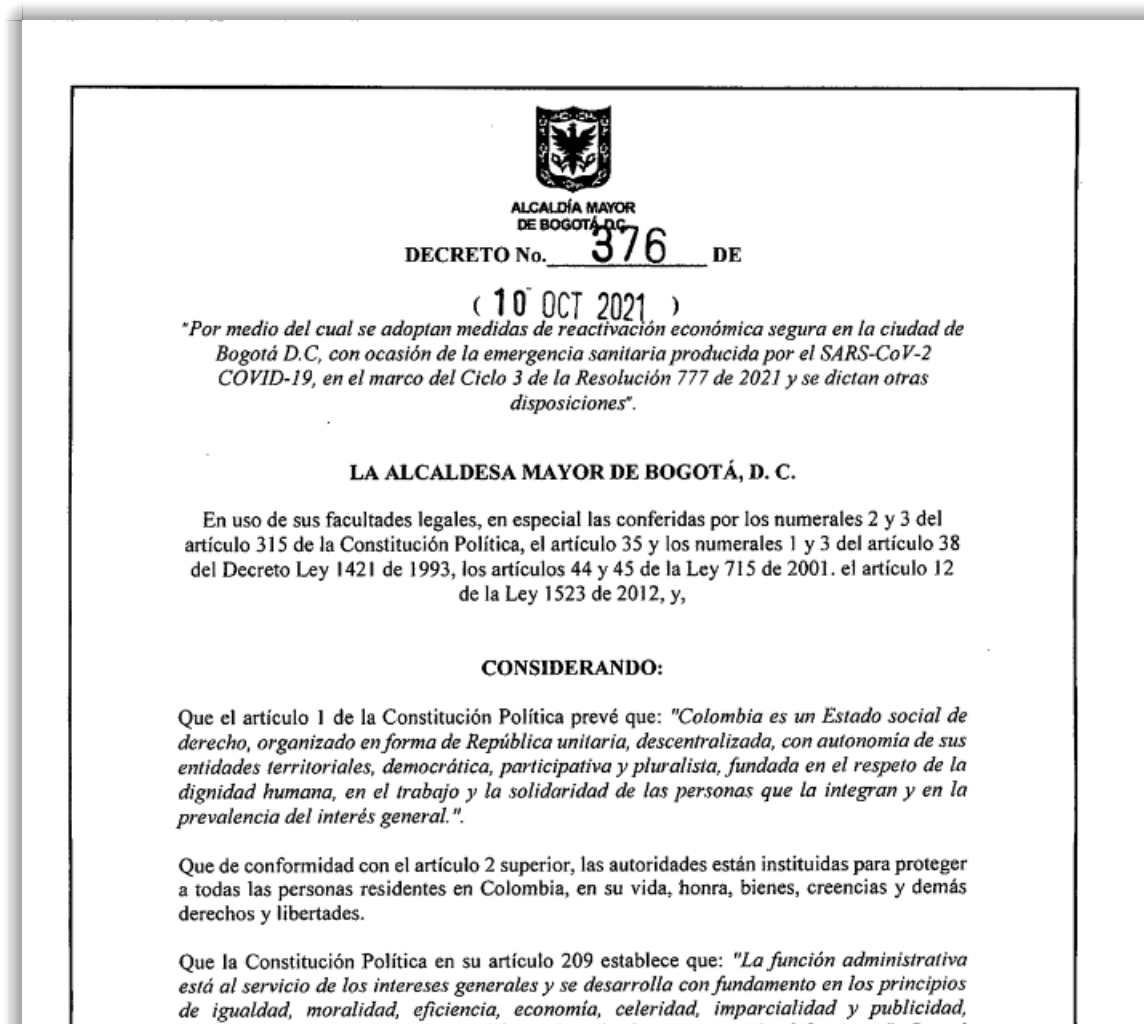 ALCALDÍA MAYOR
DE BOGOTÁ D.C.
DECRETO No. 376 DE
( 10 OCT 2021 )
"Por medio del cual se adoptan medidas de reactivación económica segura en la ciudad de
Bogotá D.C, con ocasión de la emergencia sanitaria producida por el SARS-CoV-2
COVID-19, en el marco del Ciclo 3 de la Resolución 777 de 2021 y se dictan otras
disposiciones".
LA ALCALDESA MAYOR DE BOGOTÁ, D. C.
En uso de sus facultades legales, en especial las conferidas por los numerales 2 y 3 del
artículo 315 de la Constitución Política, el artículo 35 y los numerales 1 y 3 del artículo 38
del Decreto Ley 1421 de 1993, los artículos 44 y 45 de la Ley 715 de 2001. el artículo 12
de la Ley 1523 de 2012, y,
CONSIDERANDO:
Que el artículo 1 de la Constitución Política prevé que: "Colombia es un Estado social de
derecho, organizado en forma de República unitaria, descentralizada, con autonomía de sus
entidades territoriales, democrática, participativa y pluralista, fundada en el respeto de la
dignidad humana, en el trabajo y la solidaridad de las personas que la integran y en la
prevalencia del interés general.".
Que de conformidad con el artículo 2 superior, las autoridades están instituidas para proteger
a todas las personas residentes en Colombia, en su vida, honra, bienes, creencias y demás
derechos y libertades.
Que la Constitución Política en su artículo 209 establece que: "La función administrativa
está al servicio de los intereses generales y se desarrolla con fundamento en los principios
de igualdad, moralidad, eficiencia, economía, celeridad, imparcialidad y publicidad,